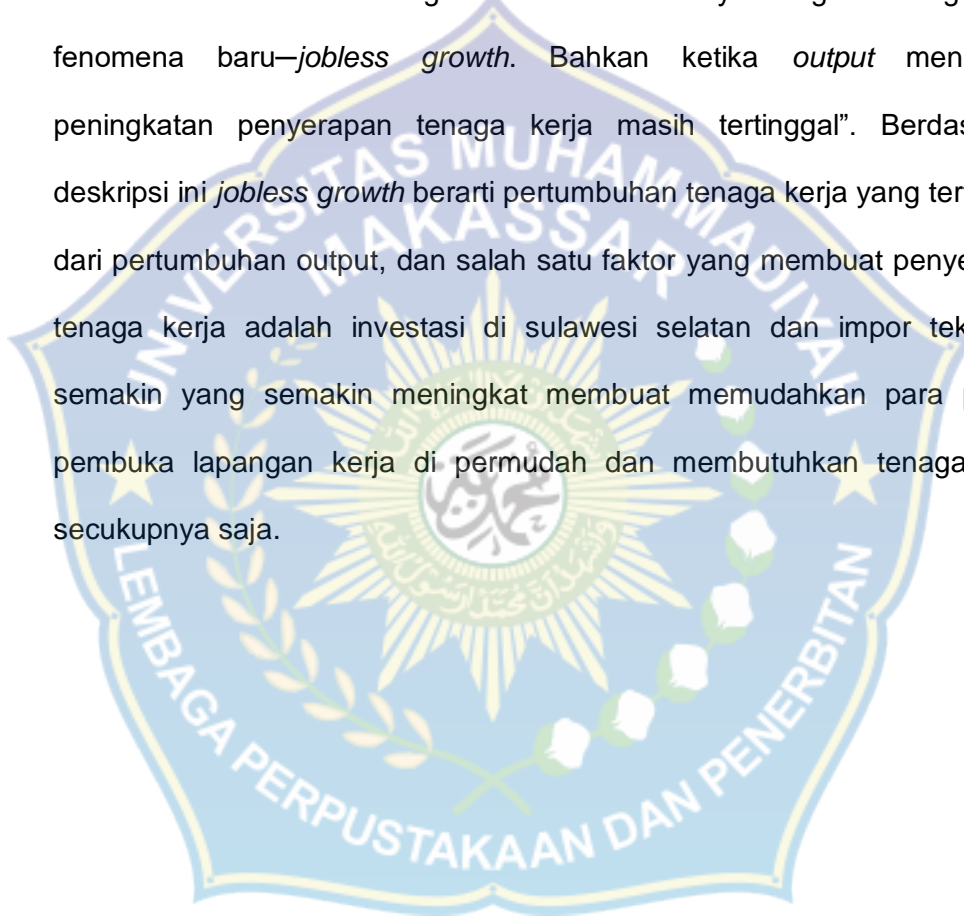 fenomena baru─jobless growth. Bahkan ketika output men
peningkatan penyerapan tenaga kerja masih tertinggal”. Berdas
deskripsi ini jobless growth berarti pertumbuhan tenaga kerja yang ter
dari pertumbuhan output, dan salah satu faktor yang membuat penye
tenaga kerja adalah investasi di sulawesi selatan dan impor tek
semakin yang semakin meningkat membuat memudahkan para p
pembuka lapangan kerja di permudah dan membutuhkan tenaga
secukupnya saja.
UNIVERSITAS MUHAMMADIYAH
MAKASSAR
LEMBAGA PERPUSTAKAAN DAN PENERBITAN